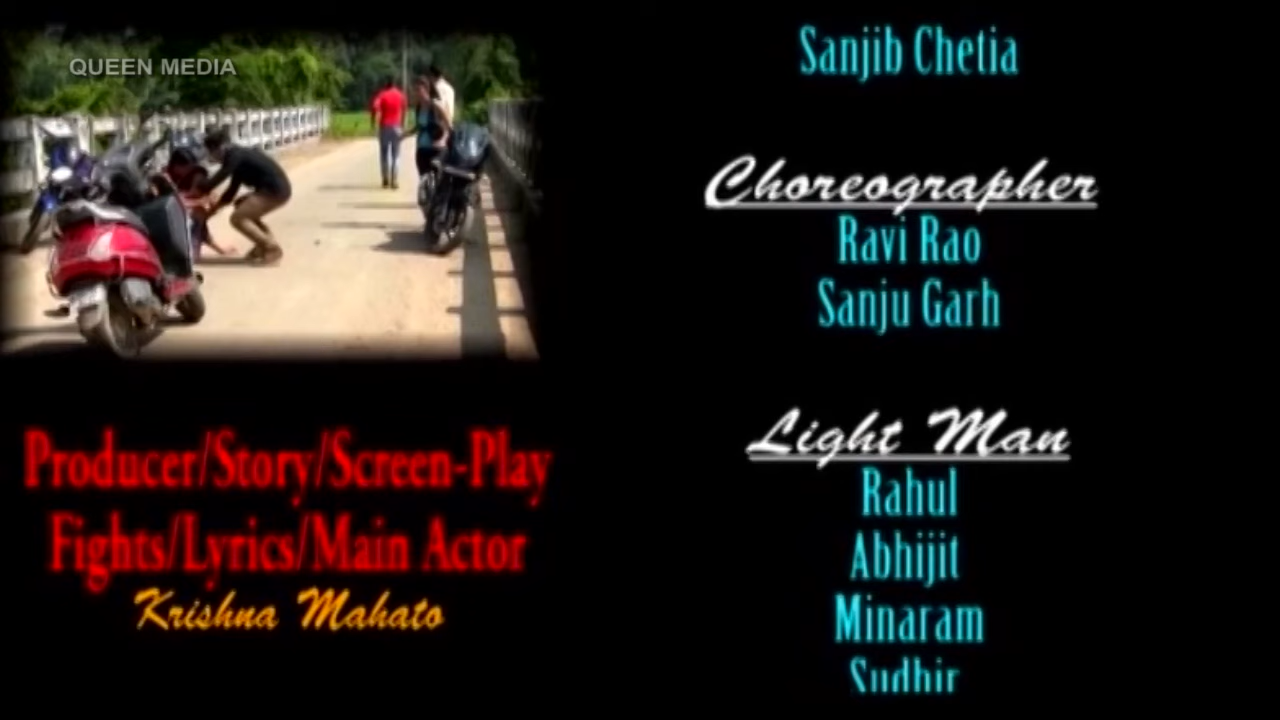 QUEEN MEDIA
Producer/Story/Screen-Play
Fights/Lyrics/Main Actor
Krishna Mahato
Sanjib Chetia
Choreographer
Ravi Rao
Sanju Garh
Light Man
Rahul
Abhijit
Minaram
Sudhir